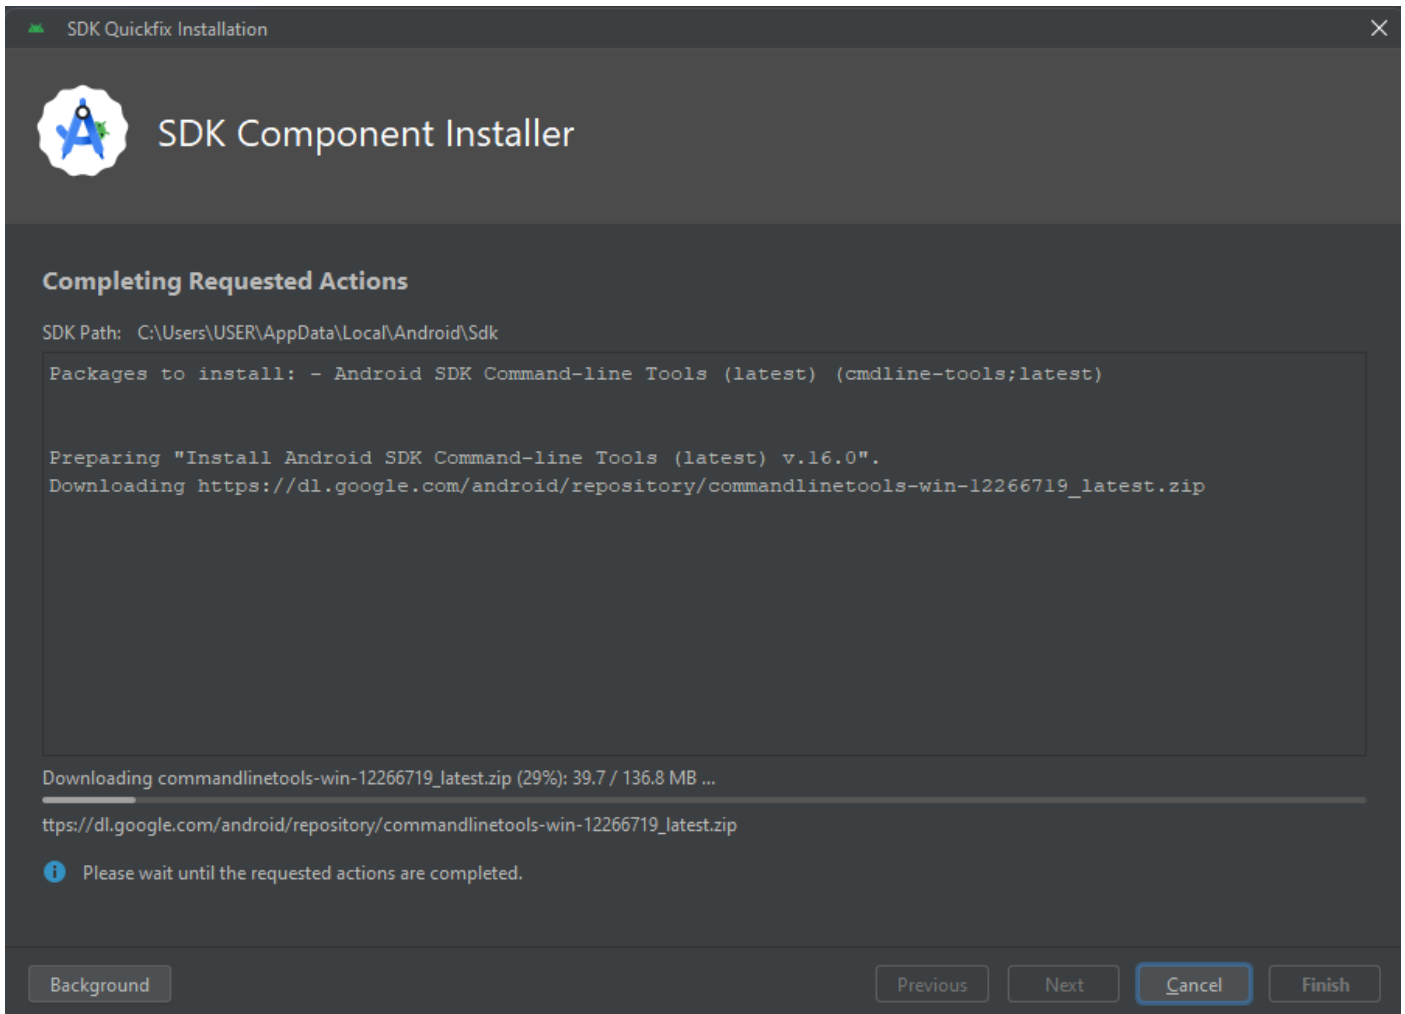 SDK Quickfix Installation
SDK Component Installer
Completing Requested Actions
SDK Path: C:\Users\USER\AppData\Local\Android\Sdk
Packages to install: - Android SDK Command-line Tools (latest) (cmdline-tools;latest)
Preparing "Install Android SDK Command-line Tools (latest) v.16.0".
Downloading https://dl.google.com/android/repository/commandlinetools-win-12266719_latest.zip
Downloading commandlinetools-win-12266719_latest.zip (29%): 39.7 / 136.8 MB ...
ttps://dl.google.com/android/repository/commandlinetools-win-12266719_latest.zip
Please wait until the requested actions are completed.
Background Previous Next Cancel Finish